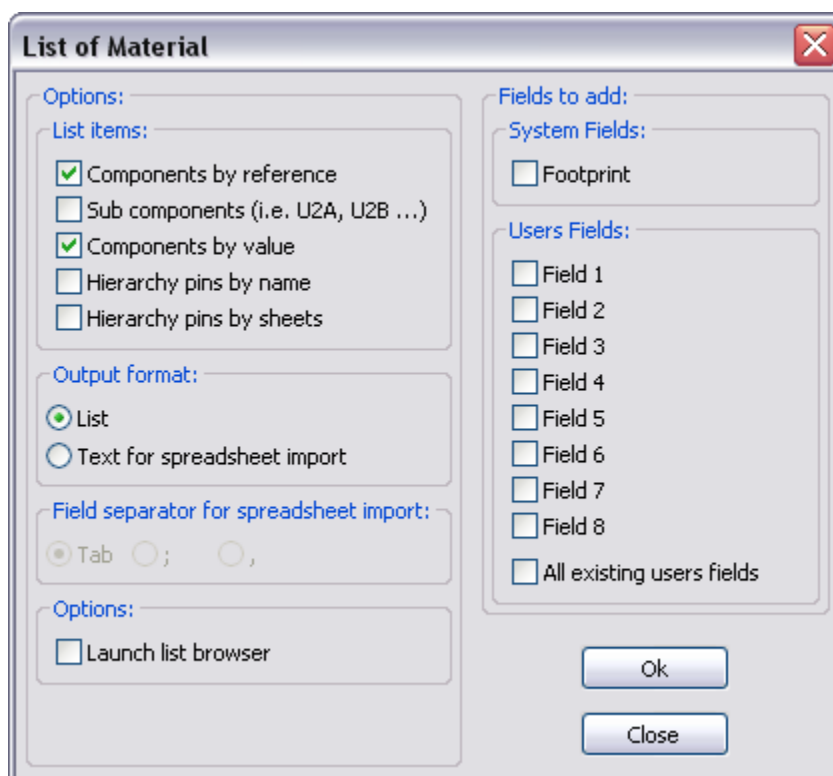 List of Material
Options:
List items:
Components by reference
Sub components (i.e. U2A, U2B ...)
Components by value
Hierarchy pins by name
Hierarchy pins by sheets
Output format:
List
Text for spreadsheet import
Field separator for spreadsheet import:
Tab ; ,
Options:
Launch list browser
Fields to add:
System Fields:
Footprint
Users Fields:
Field 1
Field 2
Field 3
Field 4
Field 5
Field 6
Field 7
Field 8
All existing users fields
Ok
Close